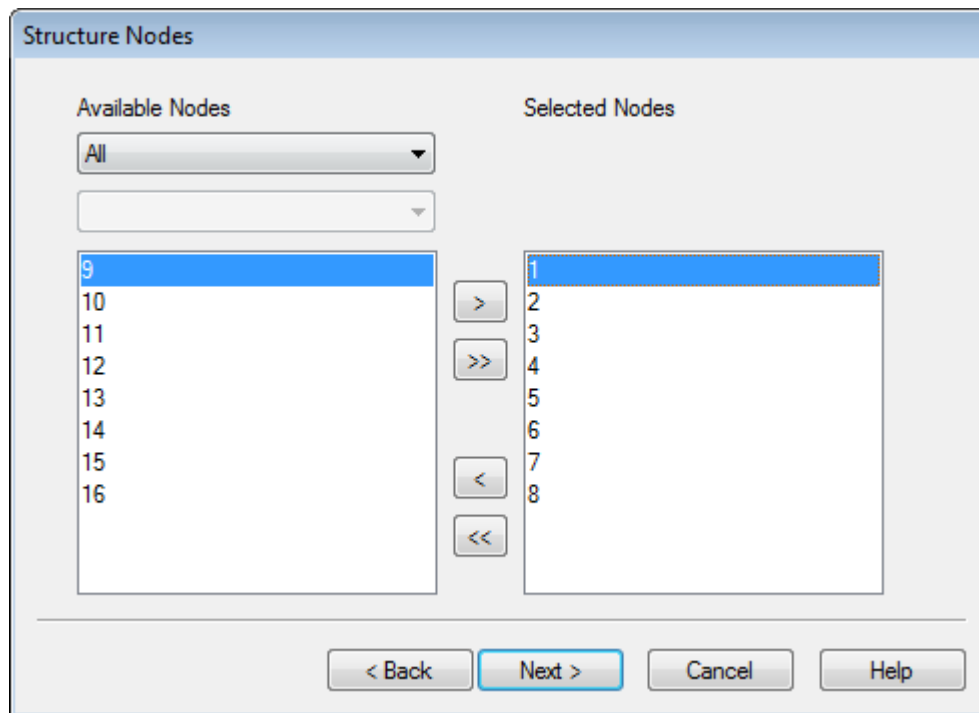 Structure Nodes
Available Nodes
Selected Nodes
All
9
10
11
12
13
14
15
16
>
>>
<
<<
1
2
3
4
5
6
7
8
< Back
Next >
Cancel
Help